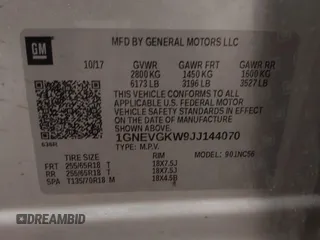 GM
MFD BY GENERAL MOTORS LLC
10/17 GVWR GAWR FRT GAWR RR
2800KG 1450 KG 1600 KG
6173 LB 3196 LB 3527 LB
THIS VEHICLE CONFORMS TO ALL
APPLICABLE U.S. FEDERAL MOTOR
VEHICLE SAFETY STANDARDS IN
EFFECT ON THE DATE OF
MANUFACTURE SHOWN ABOVE.
1GNEVGKW9JJ144070
TYPE: M.P.V. MODEL:
TIRE SIZE RIM
FRT 255/65R18 T 18X7.5J
RR 255/65R18 T 18X7.5J
SPA T135/70R18 M 18X4.5B
DREAMBID